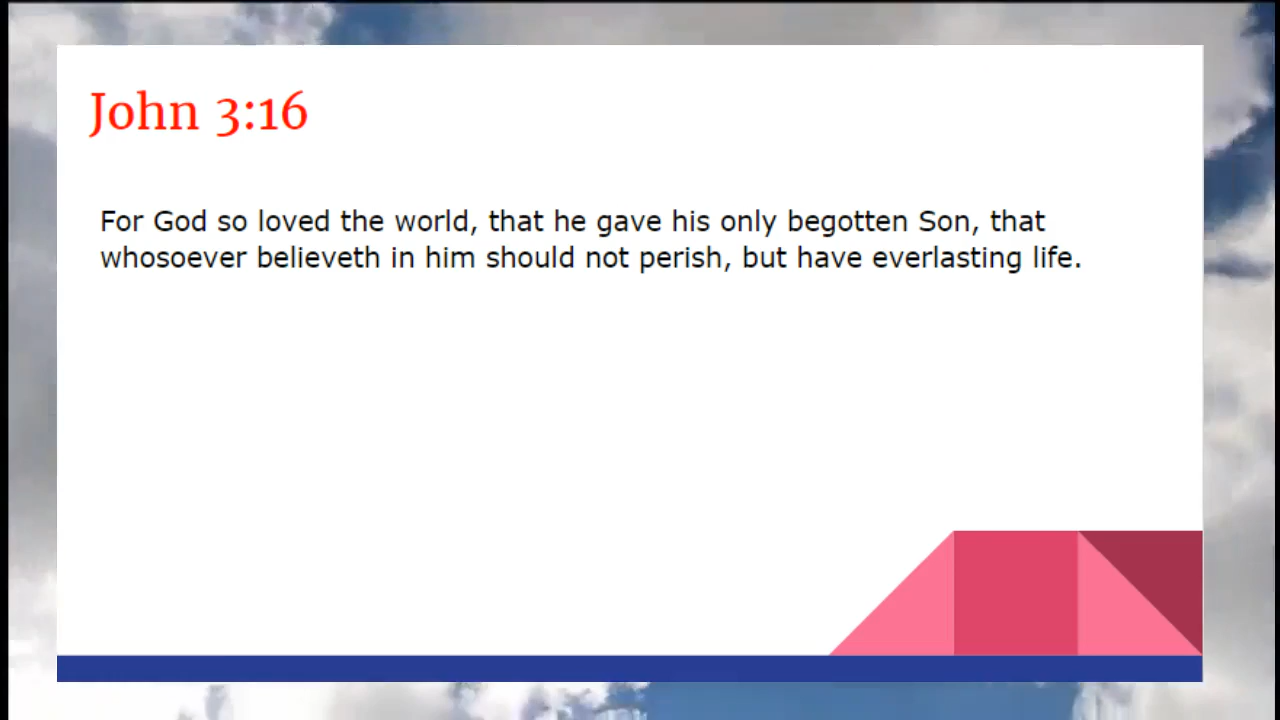 John 3:16
For God so loved the world, that he gave his only begotten Son, that
whosoever believeth in him should not perish, but have everlasting life.